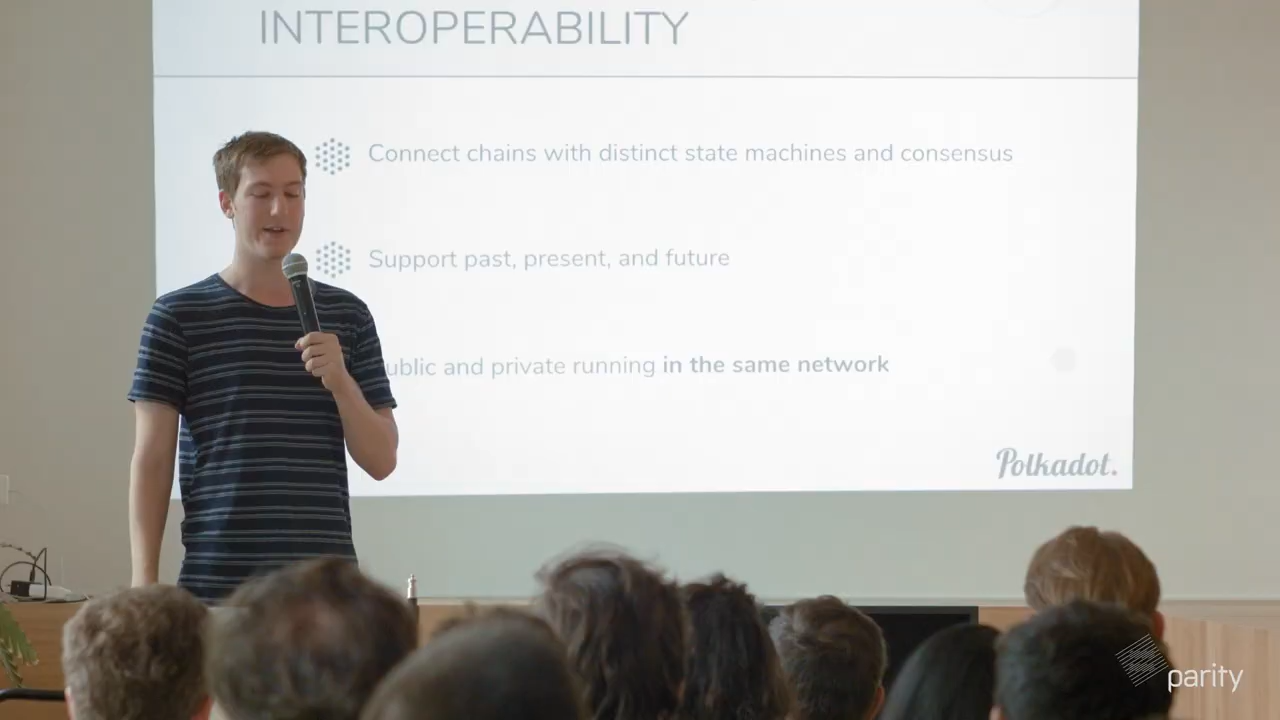 INTEROPERABILITY
Connect chains with distinct state machines and consensus
Support past, present, and future
ublic and private running in the same network
Polkadot.
parity